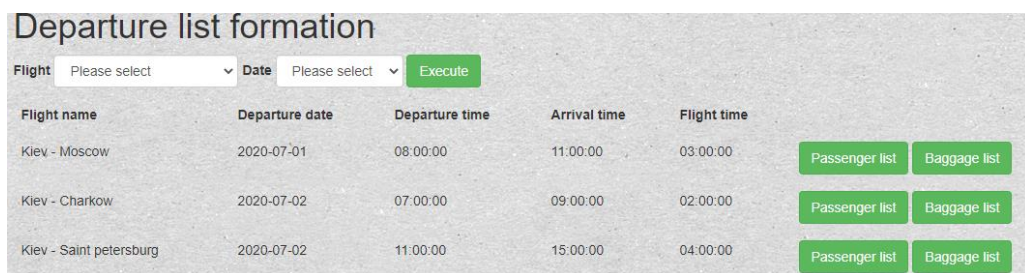 Departure list formation
Flight Please select Date Please select Execute
Flight name Departure date Departure time Arrival time Flight time
Kiev - Moscow 2020-07-01 08:00:00 11:00:00 03:00:00 Passenger list Baggage list
Kiev - Charkow 2020-07-02 07:00:00 09:00:00 02:00:00 Passenger list Baggage list
Kiev - Saint petersburg 2020-07-02 11:00:00 15:00:00 04:00:00 Passenger list Baggage list